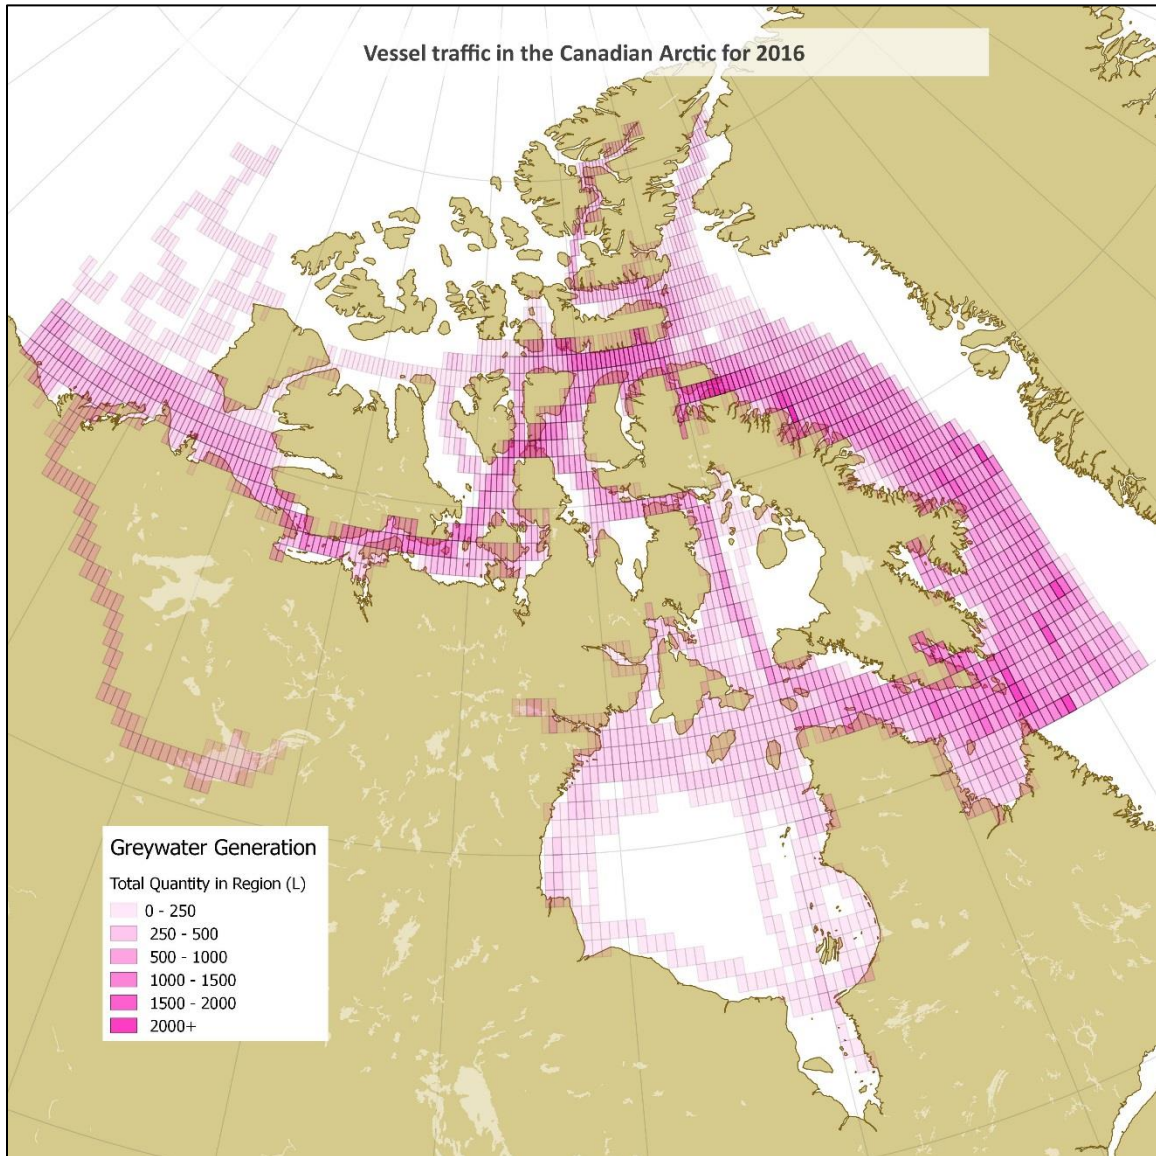 Vessel traffic in the Canadian Arctic for 2016
Greywater Generation
Total Quantity in Region (L)
0 - 250
250 - 500
500 - 1000
1000 - 1500
1500 - 2000
2000+